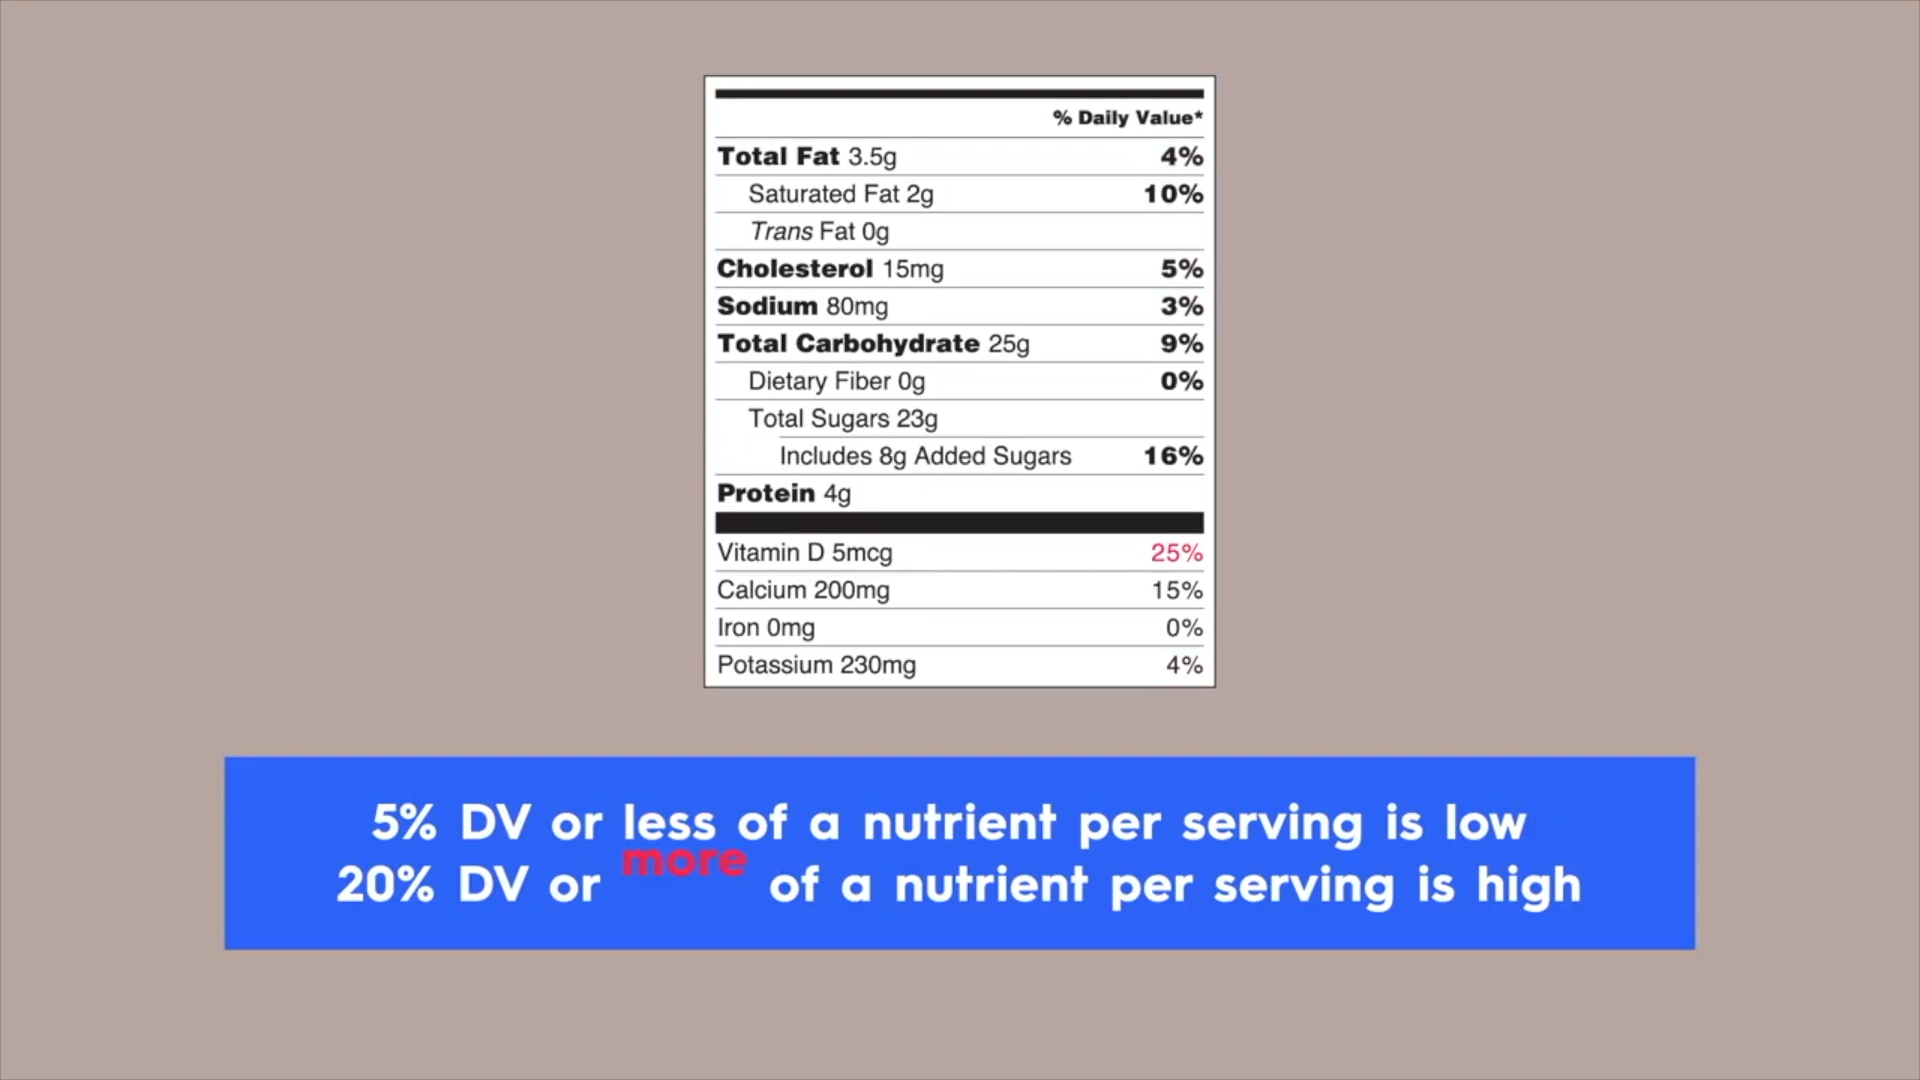 % Daily Value*
Total Fat 3.5g 4%
Saturated Fat 2g 10%
Trans Fat 0g
Cholesterol 15mg 5%
Sodium 80mg 3%
Total Carbohydrate 25g 9%
Dietary Fiber 0g 0%
Total Sugars 23g
Includes 8g Added Sugars 16%
Protein 4g
Vitamin D 5mcg 25%
Calcium 200mg 15%
Iron 0mg 0%
Potassium 230mg 4%
5% DV or less of a nutrient per serving is low
20% DV or more of a nutrient per serving is high